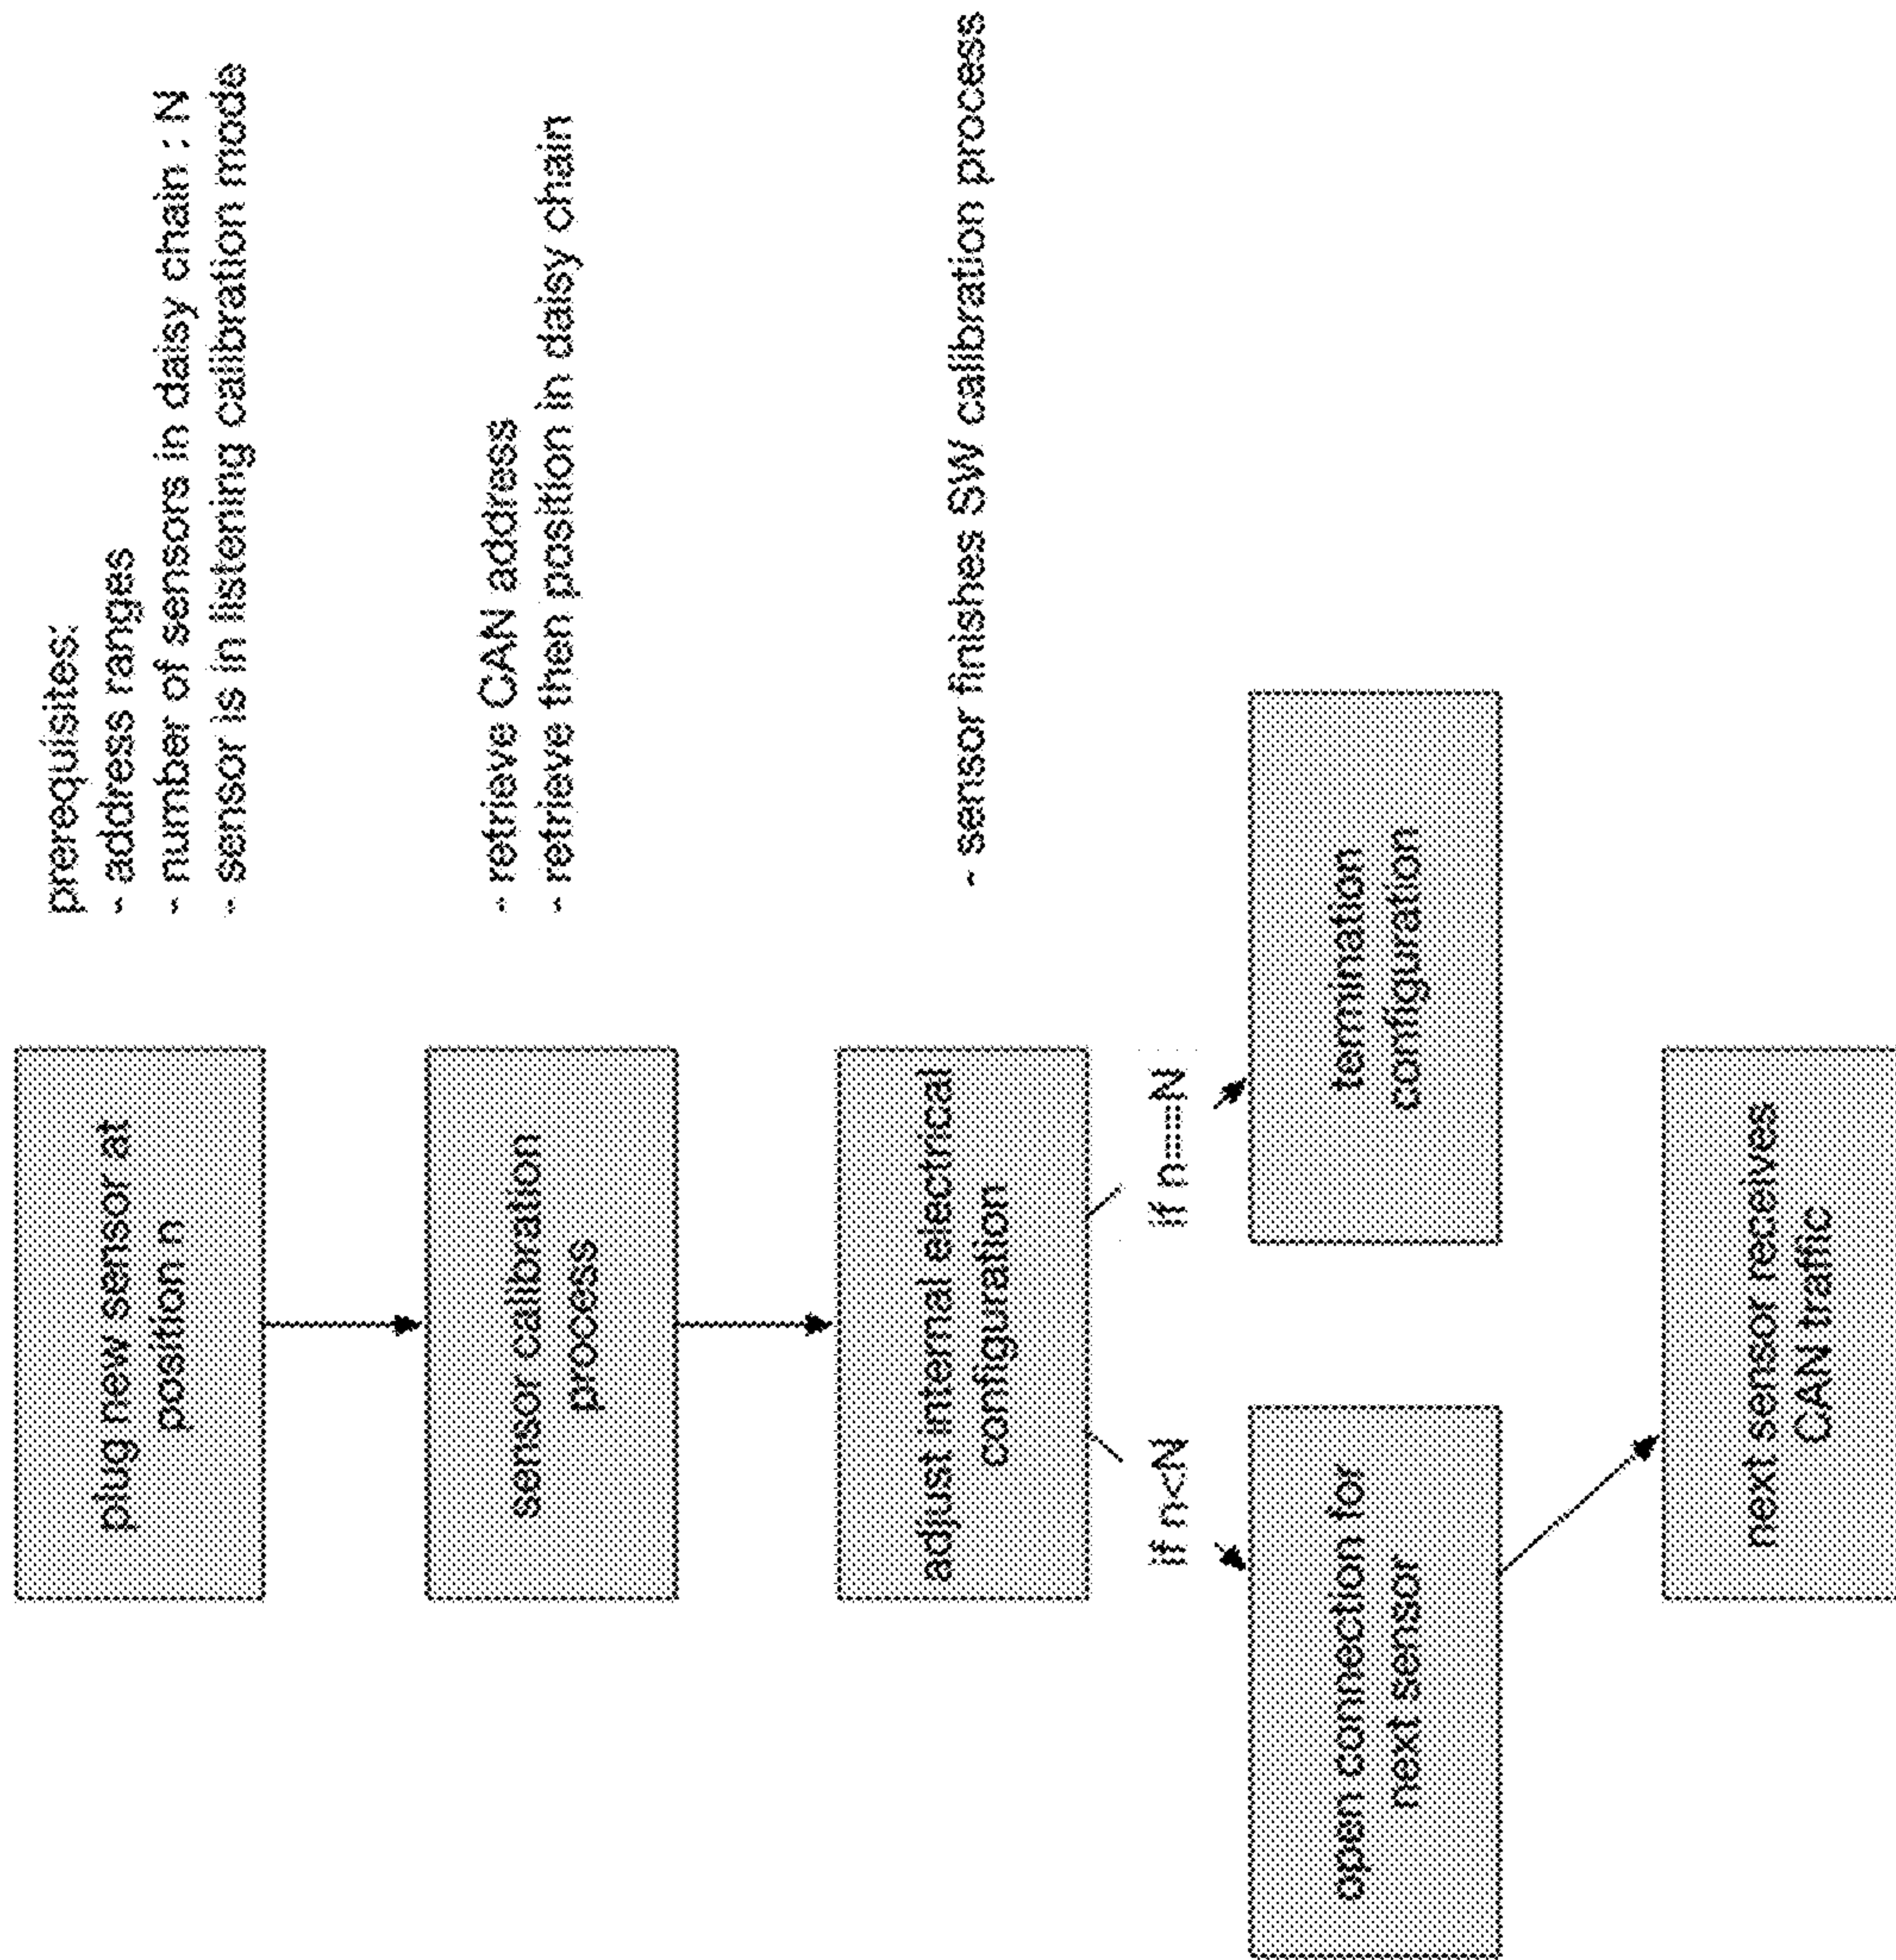 plug new sensor at
position n
prerequisites:
- address ranges
- number of sensors in daisy chain : N
- sensor is in listening calibration mode
sensor calibration
process
- retrieve CAN address
- retrieve then position in daisy chain
adjust internal electrical
configuration
- sensor finishes SW calibration process
if n<N
if n==N
open connection for
next sensor
termination
configuration
next sensor receives
CAN traffic